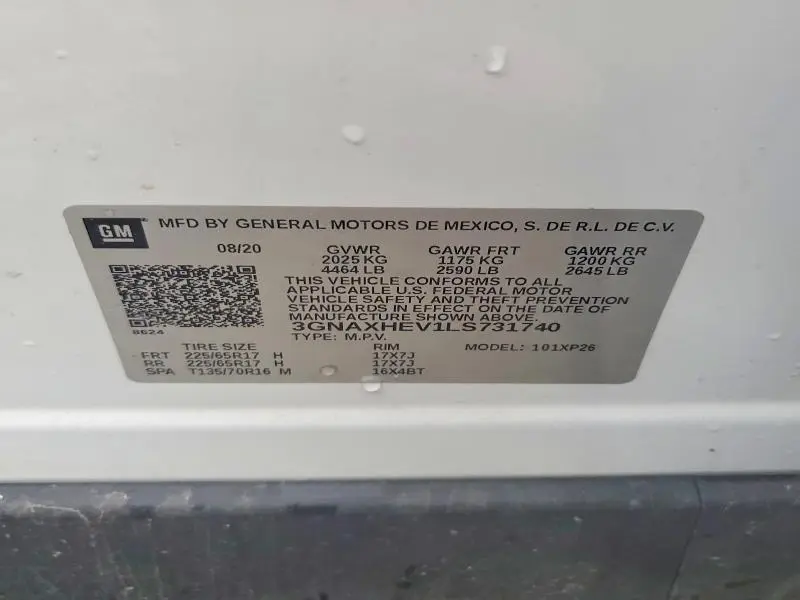 GM MFD BY GENERAL MOTORS DE MEXICO, S. DE R.L. DE C.V.
08/20 GVWR GAWR FRT GAWR RR
2025 KG 1175 KG 1200 KG
4464 LB 2590 LB 2645 LB
THIS VEHICLE CONFORMS TO ALL
APPLICABLE U.S. FEDERAL MOTOR
VEHICLE SAFETY AND THEFT PREVENTION
STANDARDS IN EFFECT ON THE DATE OF
MANUFACTURE SHOWN ABOVE.
8624 3GNAXHEV1LS731740
TYPE: M.P.V. MODEL: 101XP26
TIRE SIZE RIM
FRT 225/65R17 H 17X7J
RR 225/65R17 H 17X7J
SPA T135/70R16 M 16X4BT